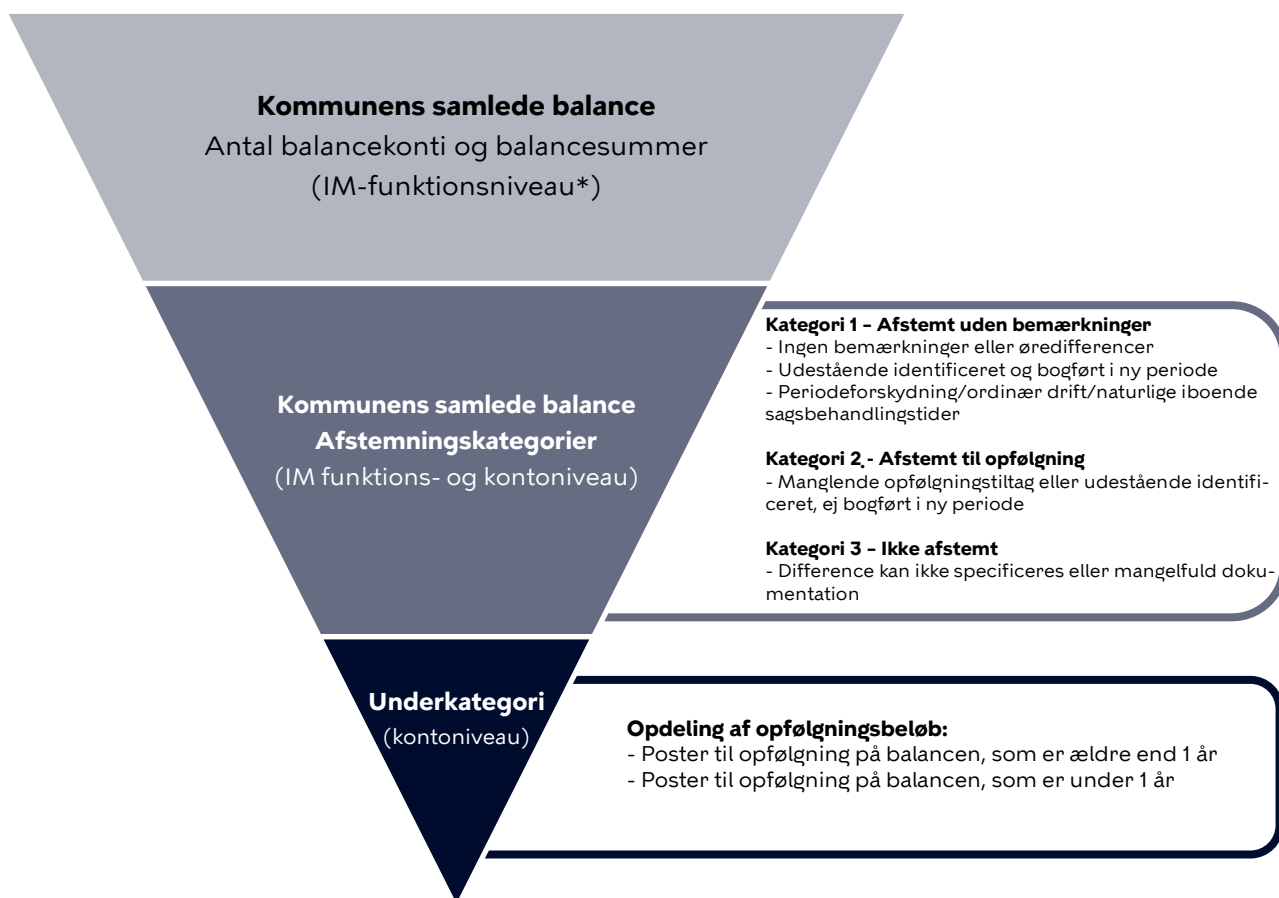 Kommunens samlede balance
Antal balancekonti og balancesummer
(IM-funktionsniveau*)
Kommunens samlede balance
Afstemningskategorier
(IM funktions- og kontoniveau)
Kategori 1 – Afstemt uden bemærkninger
- Ingen bemærkninger eller øredifferencer
- Udestående identificeret og bogført i ny periode
- Periodeforskydning/ordinær drift/naturlige iboende
sagsbehandlingstider
Kategori 2 - Afstemt til opfølgning
- Manglende opfølgningstiltag eller udestående identifi-
ceret, ej bogført i ny periode
Kategori 3 – Ikke afstemt
- Difference kan ikke specificeres eller mangelfuld doku-
mentation
Underkategori
(kontoniveau)
Opdeling af opfølgningsbeløb:
- Poster til opfølgning på balancen, som er ældre end 1 år
- Poster til opfølgning på balancen, som er under 1 år